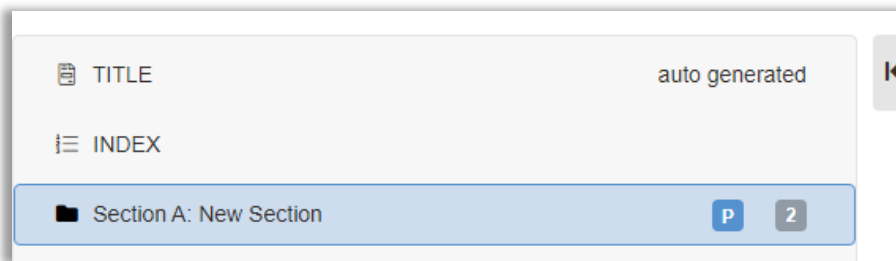 TITLE auto generated
INDEX
Section A: New Section P 2